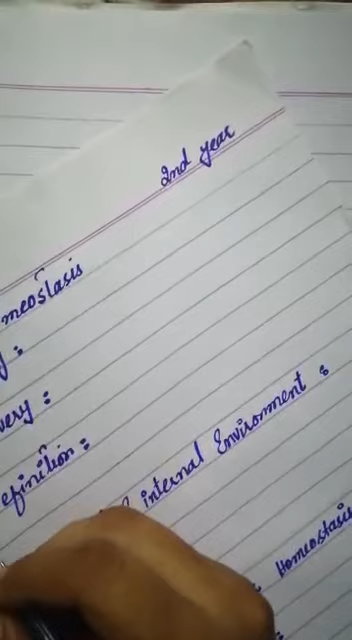 2nd year
meostasis
:
very :
efinition :
internal Environment :
Homeostasis
: